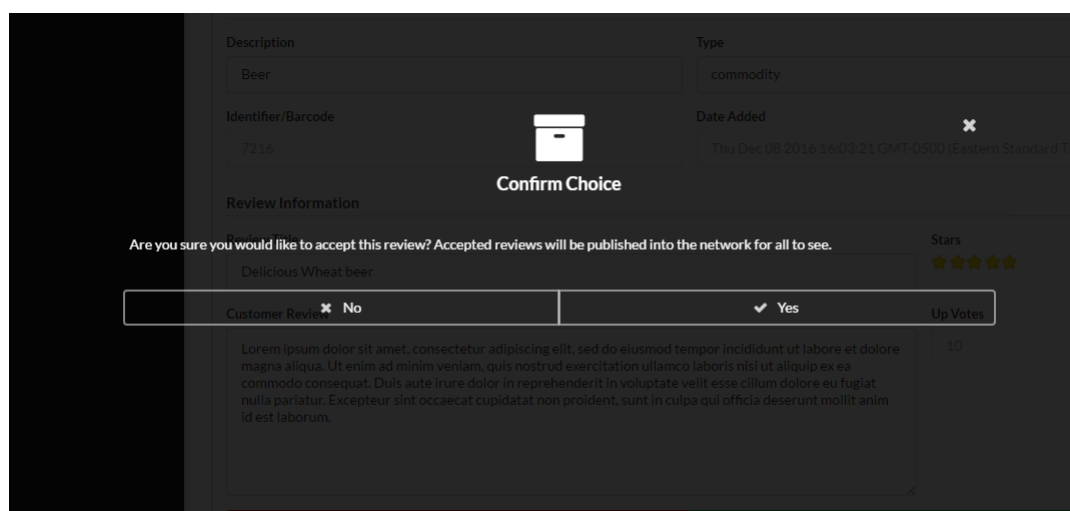 Description
Type
Beer
commodity
Identifier/Barcode
Date Added
7216
Thu Dec 08 2016 16:03:21 GMT-0500 (Eastern Standard T
Confirm Choice
Review Information
Are you sure you would like to accept this review? Accepted reviews will be published into the network for all to see.
Review Title
Stars
Delicious Wheat beer
No
Yes
Customer Review
Up Votes
Lorem ipsum dolor sit amet, consectetur adipiscing elit, sed do eiusmod tempor incididunt ut labore et dolore
magna aliqua. Ut enim ad minim veniam, quis nostrud exercitation ullamco laboris nisi ut aliquip ex ea
commodo consequat. Duis aute irure dolor in reprehenderit in voluptate velit esse cillum dolore eu fugiat
nulla pariatur. Excepteur sint occaecat cupidatat non proident, sunt in culpa qui officia deserunt mollit anim
id est laborum.
10